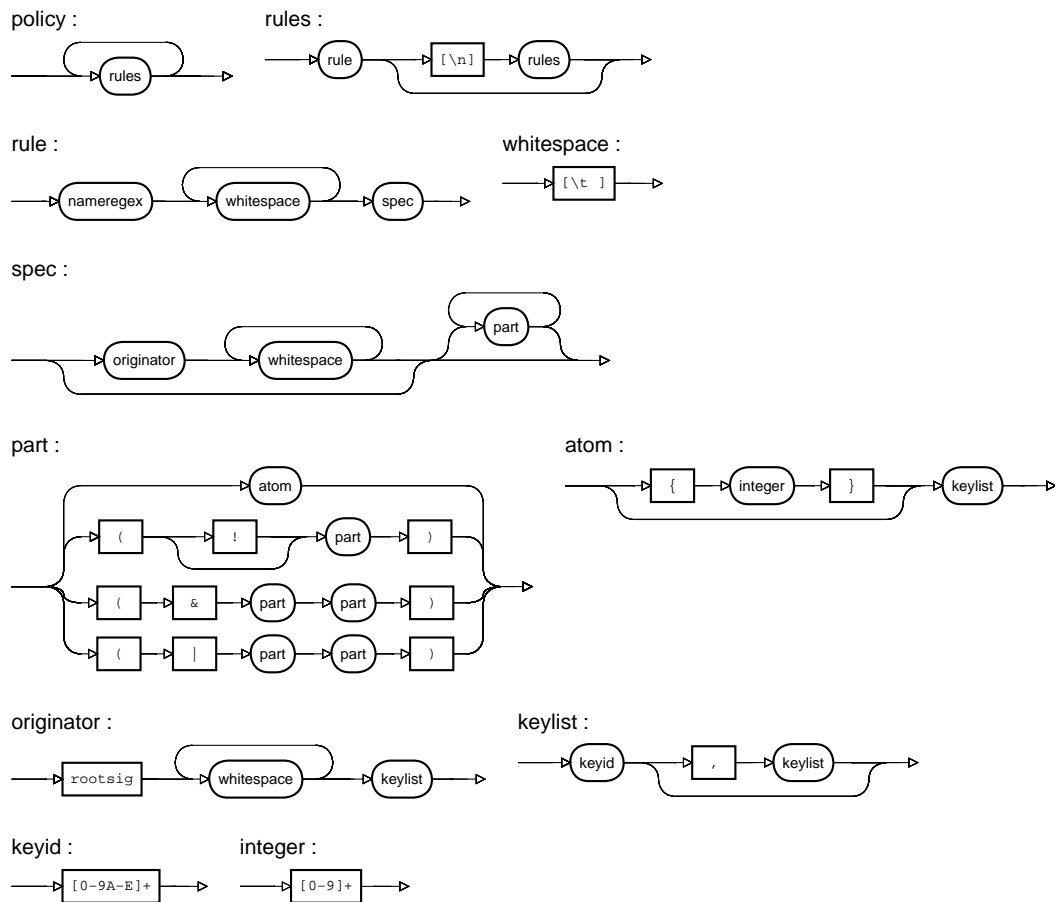 policy : rules :
rules rule [\n] rules
rule : whitespace :
nameregex whitespace spec [\t ]
spec :
part
originator whitespace
part : atom :
atom { integer } keylist
( ! part )
( & part part )
( | part part )
originator : keylist :
rootsig whitespace keylist keyid , keylist
keyid : integer :
[0-9A-E]+ [0-9]+